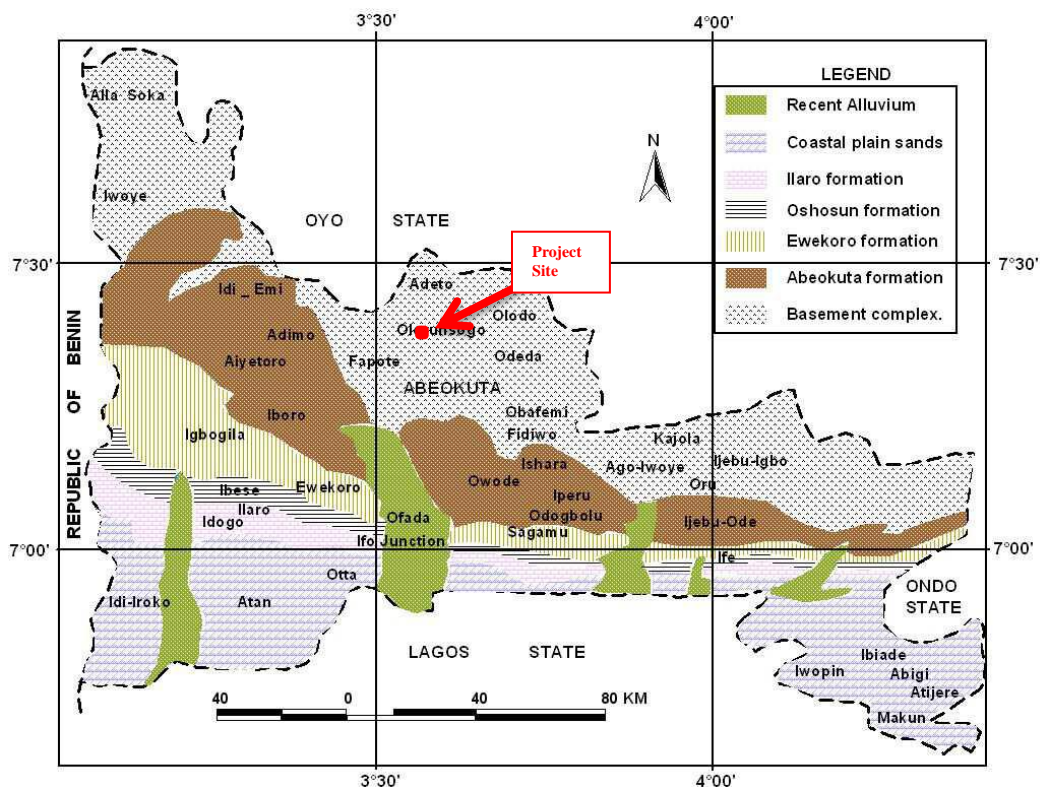 3°30'
4°00'
LEGEND
Recent Alluvium
Coastal plain sands
Ilaro formation
Oshosun formation
Ewekoro formation
Abeokuta formation
Basement complex.
N
Alla Soka
Iwoye
OYO STATE
Project
Site
7°30'
7°30'
Adeto
Idi _ Emi
Olodo
Adimo
Aiyetoro
Fapote
Odeda
ABEOKUTA
REPUBLIC OF BENIN
Iboro
Obafemi
Igbogila
Fidiwo
Kajola
Ishara
Ago-Iwoye
Ijebu-Igbo
Ibese
Ewekoro
Owode
Oru
Ilaro
Iperu
Idogo
Ofada
Odogbolu
Ijebu-Ode
Ifo Junction
Sagamu
7°00'
7°00'
Ife
Otta
Idi-Iroko
Atan
ONDO
STATE
LAGOS STATE
Ibiade
Iwopin
Abigi
Atijere
Makun
40 0 40 80 KM
3°30'
4°00'